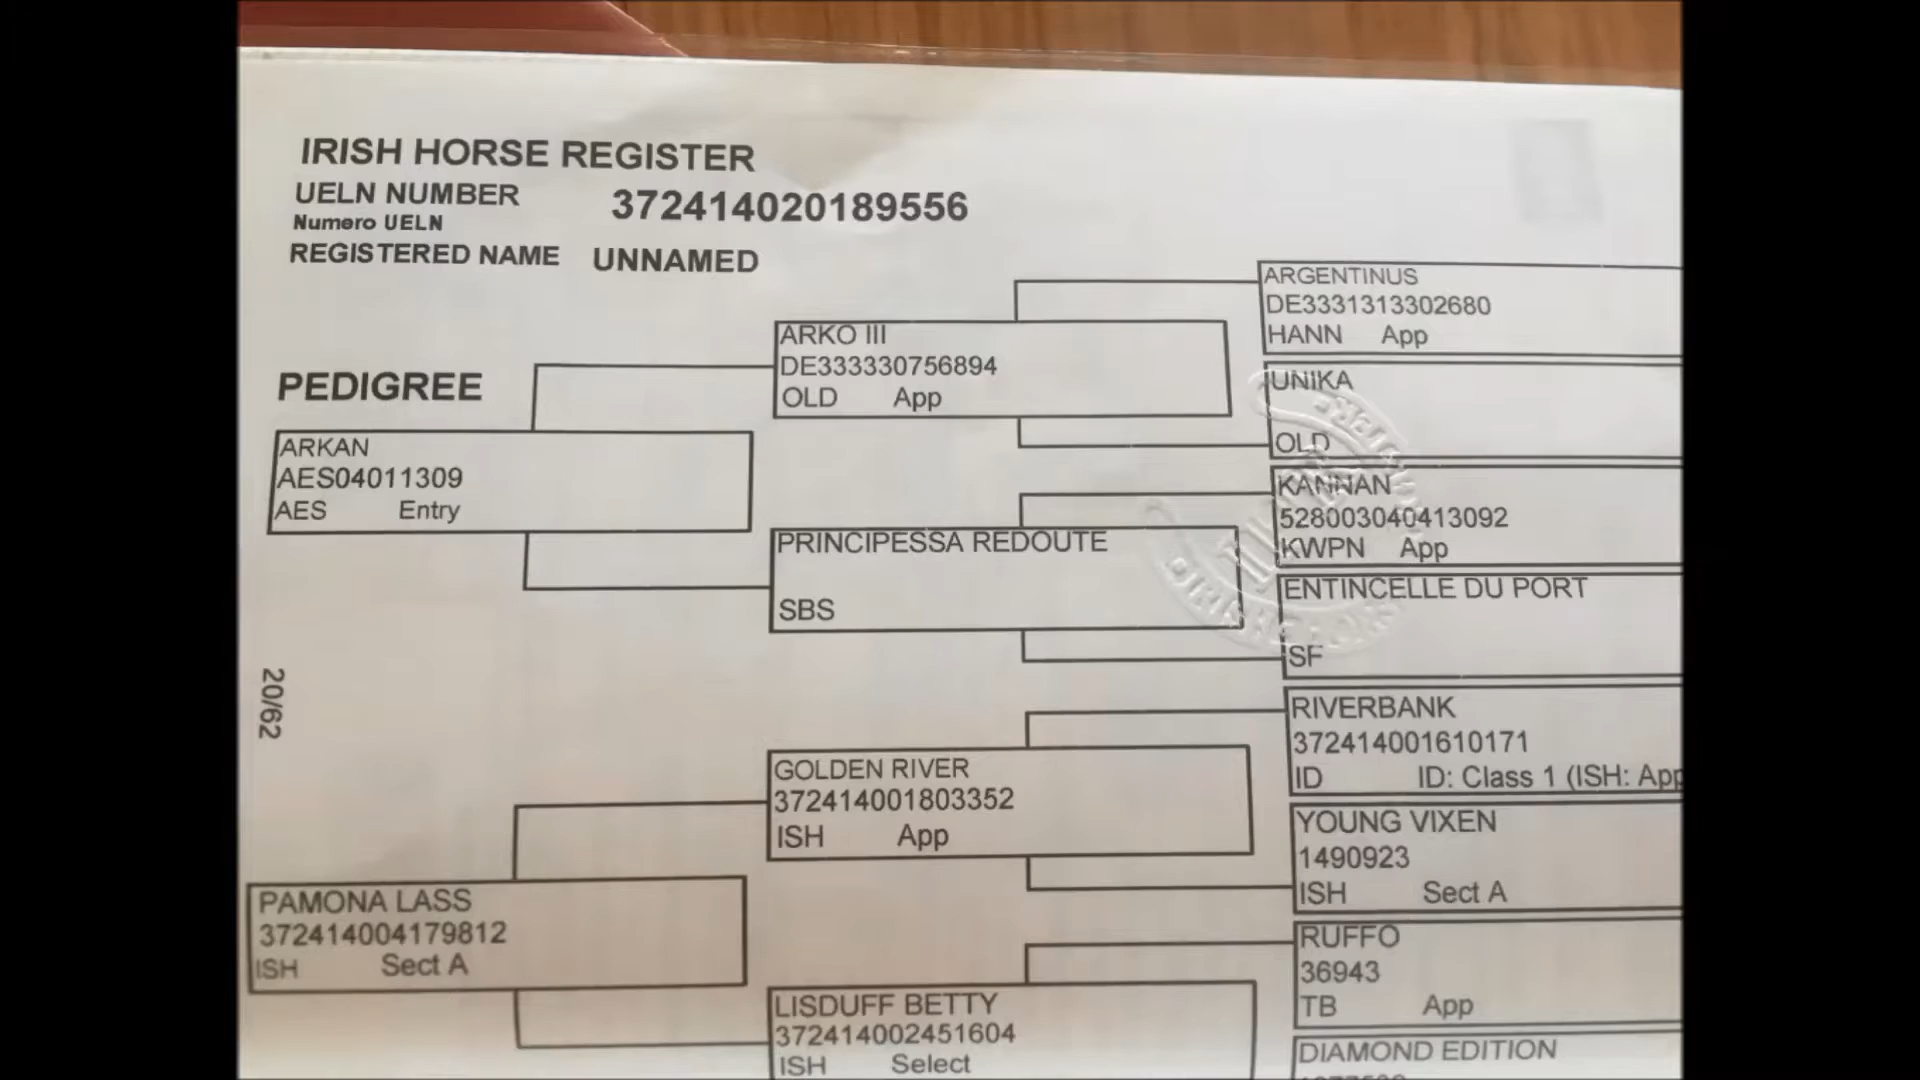 IRISH HORSE REGISTER
UELN NUMBER 372414020189556
Numero UELN
REGISTERED NAME UNNAMED
PEDIGREE
ARKAN
AES04011309
AES Entry
ARKO III
DE333330756894
OLD App
ARGENTINUS
DE3331313302680
HANN App
UNIKA
OLD
PRINCIPESSA REDOUTE
SBS
KANNAN
528003040413092
KWPN App
ENTINCELLE DU PORT
SF
20/62
PAMONA LASS
372414004179812
ISH Sect A
GOLDEN RIVER
372414001803352
ISH App
RIVERBANK
372414001610171
ID ID: Class 1 (ISH: App
YOUNG VIXEN
1490923
ISH Sect A
LISDUFF BETTY
372414002451604
ISH Select
RUFFO
36943
TB App
DIAMOND EDITION